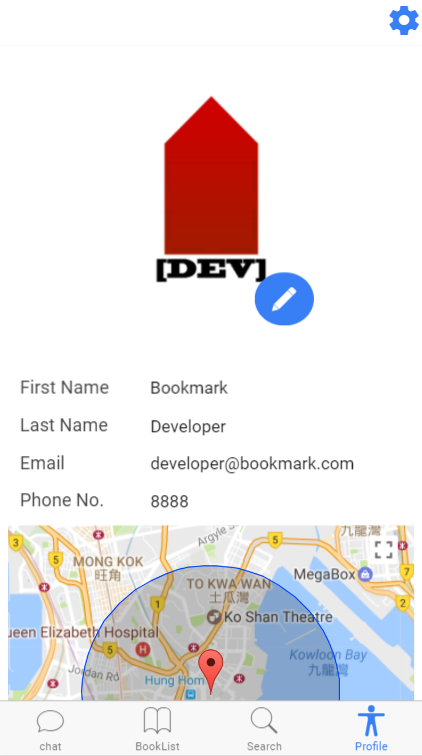 [DEV]
First Name Bookmark
Last Name Developer
Email developer@bookmark.com
Phone No. 8888
九龍灣
Argyle S
3
5
5
MONG KOK
旺角
MegaBox
TO KWA WAN
土瓜灣
1
2
Ko Shan Theatre
ueen Elizabeth Hospital
H
5
Kowloon Bay
九龍灣
Jordan Rd
Hung Hom
chat
BookList
Search
Profile